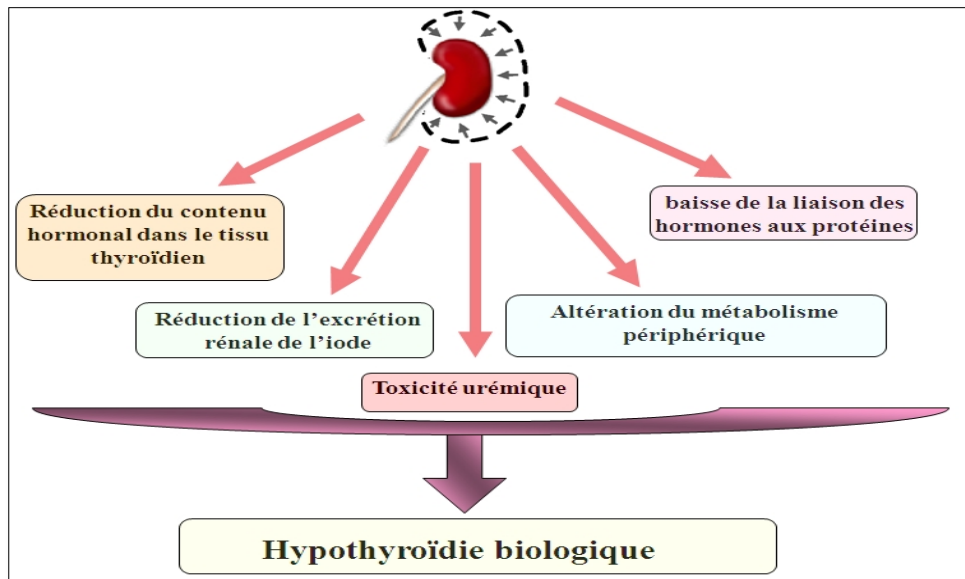 Réduction du contenu
hormonal dans le tissu
thyroïdien
baisse de la liaison des
hormones aux protéines
Réduction de l’excrétion
rénale de l’iode
Altération du métabolisme
périphérique
Toxicité urémique
Hypothyroïdie biologique